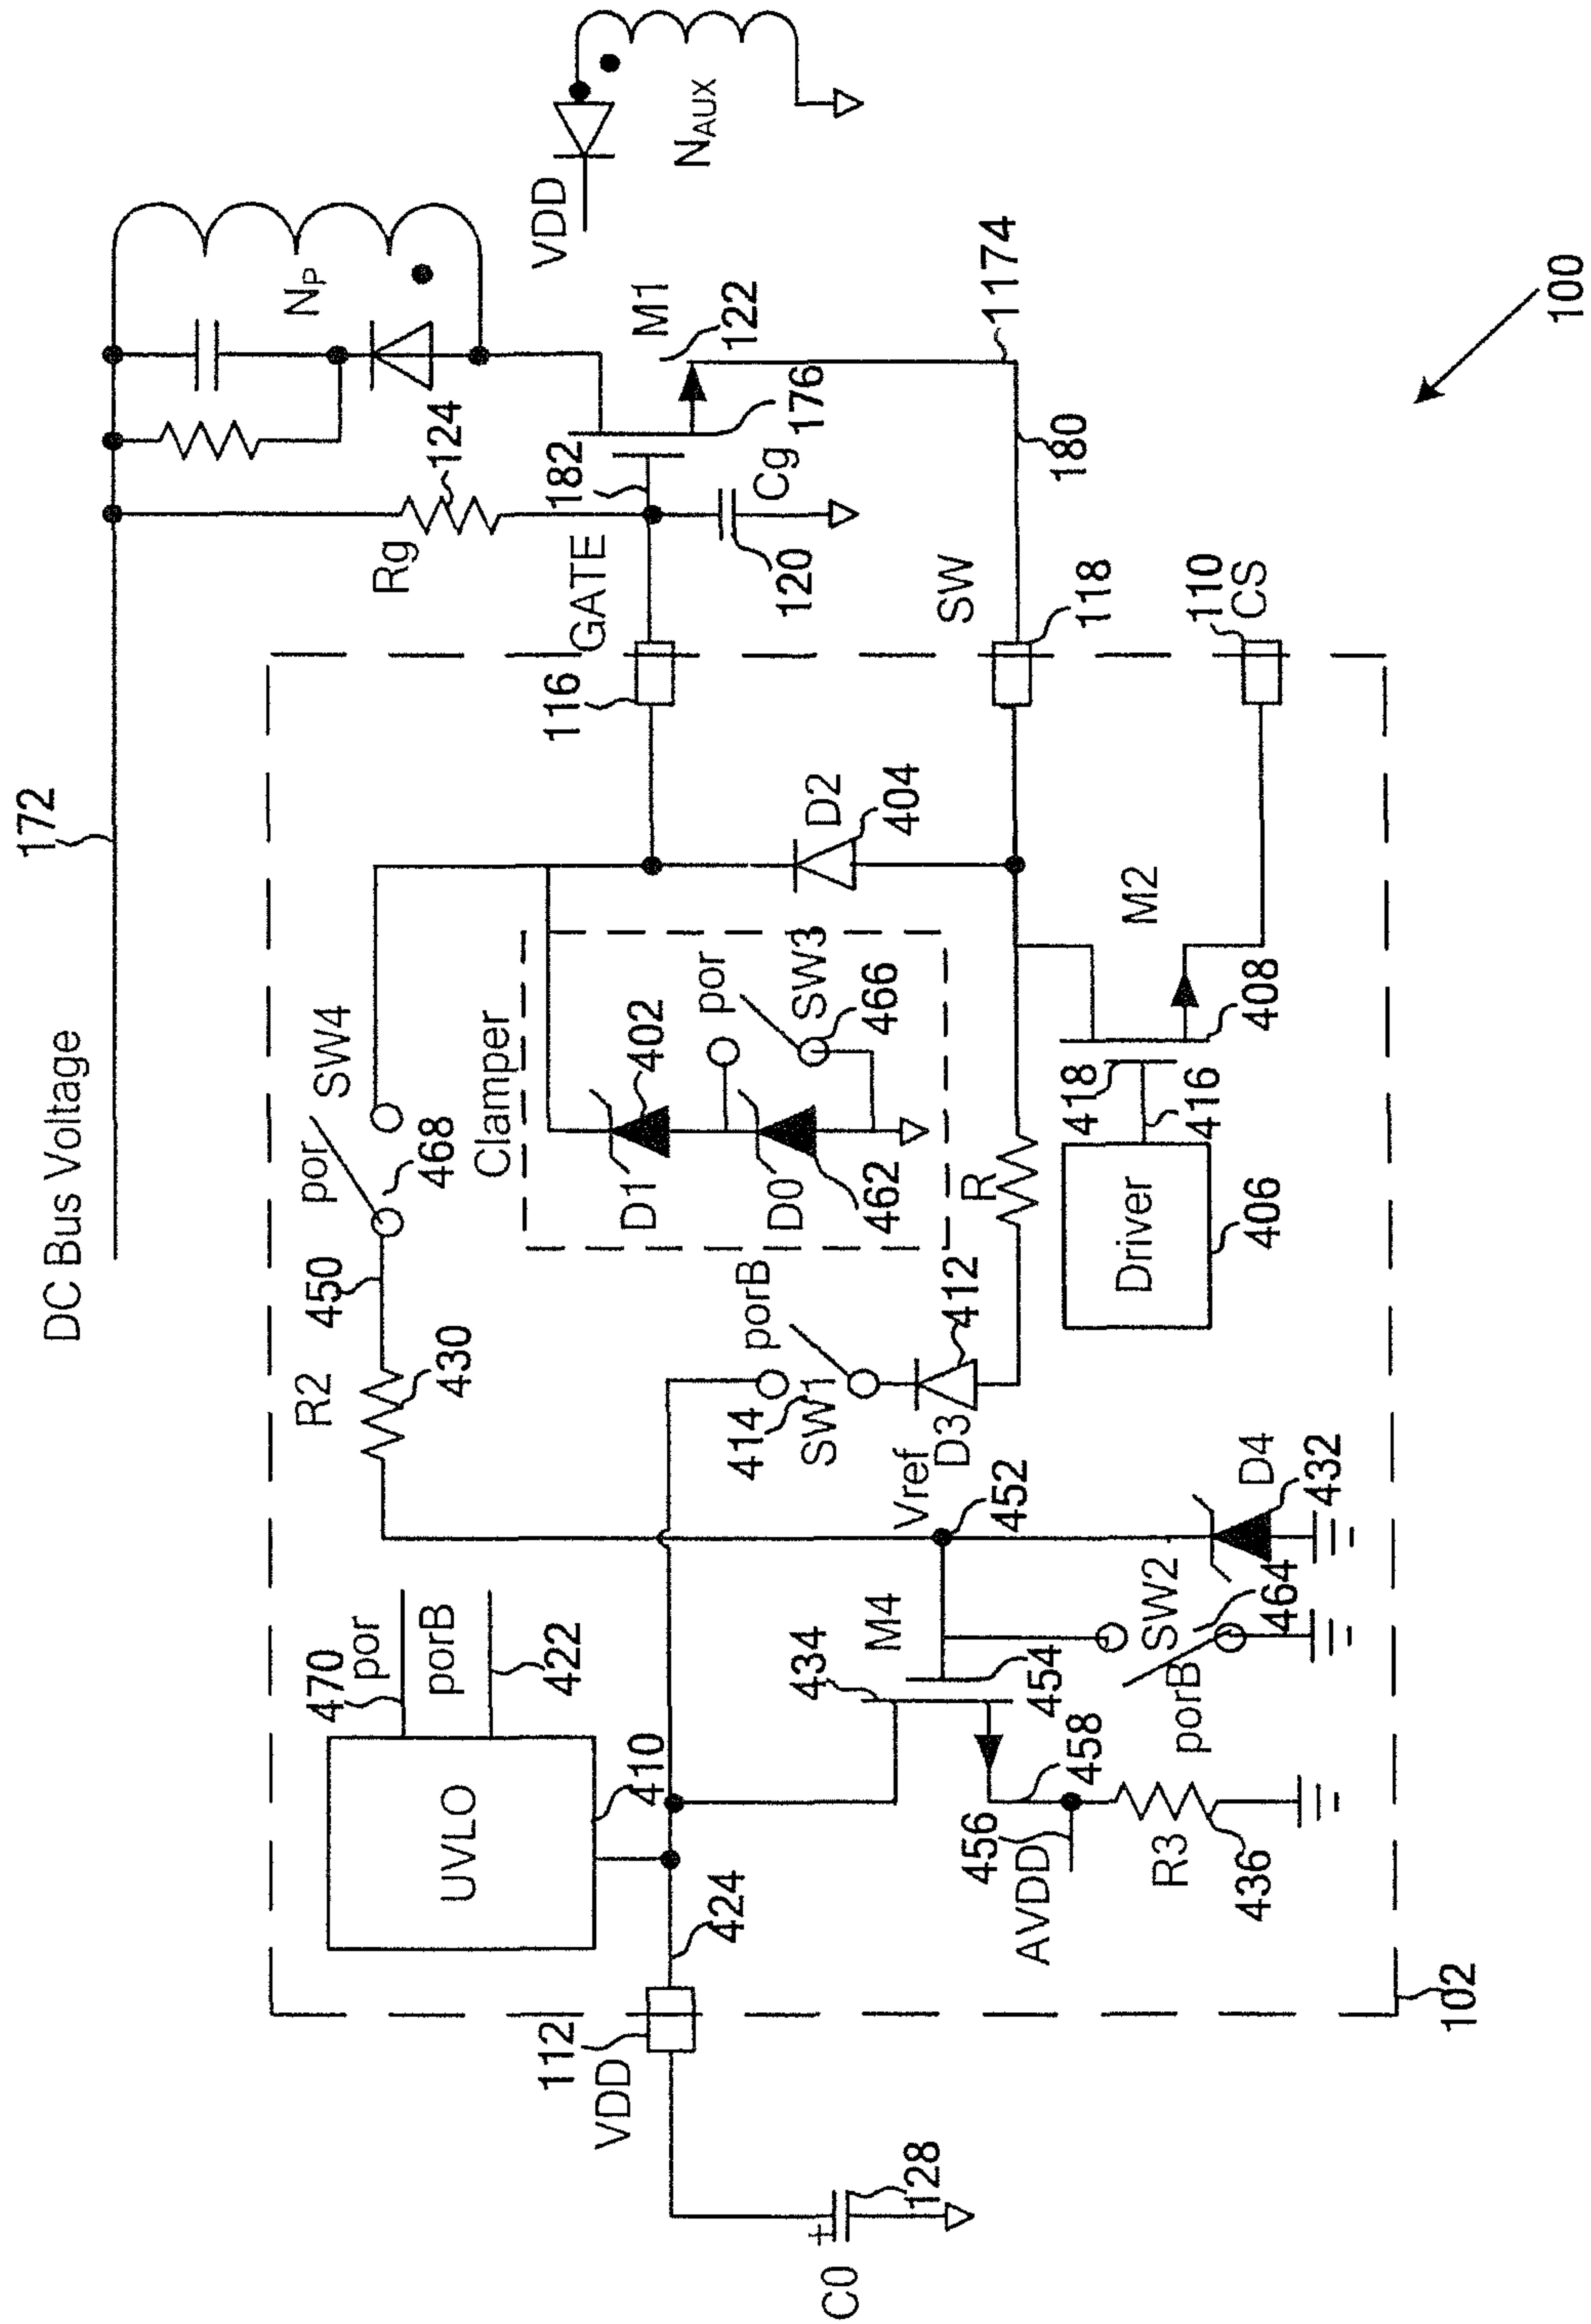 172
DC Bus Voltage
Rg
124
NP
VDD
NAUX
M1
122
182
GATE
176
Cg
120
1174
180
100
SW
118
110
CS
116
D2
404
SW4
por
468
450
R2
430
Clamper
D1
402
por
SW3
466
D0
462
R
M2
408
418
416
Driver
406
porB
412
414
SW1
D3
Vref
452
D4
432
SW2
464
porB
M4
434
454
470
por
porB
422
UVLO
410
458
456
AVDD
R3
436
424
112
VDD
102
C0
+
128